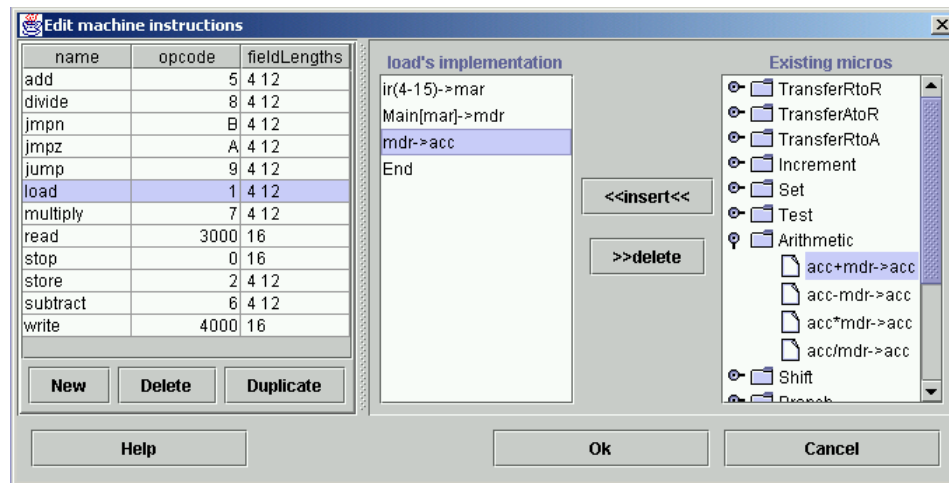 Edit machine instructions
name opcode fieldLengths
add 5 4 12
divide 8 4 12
jmpn B 4 12
jmpz A 4 12
jump 9 4 12
load 1 4 12
multiply 7 4 12
read 3000 16
stop 0 16
store 2 4 12
subtract 6 4 12
write 4000 16
New Delete Duplicate
load's implementation
ir(4-15)->mar
Main[mar]->mdr
mdr->acc
End
<<insert<<
>>delete
Existing micros
TransferRtoR
TransferAtoR
TransferRtoA
Increment
Set
Test
Arithmetic
acc+mdr->acc
acc-mdr->acc
acc*mdr->acc
acc/mdr->acc
Shift
Branch
Help Ok Cancel